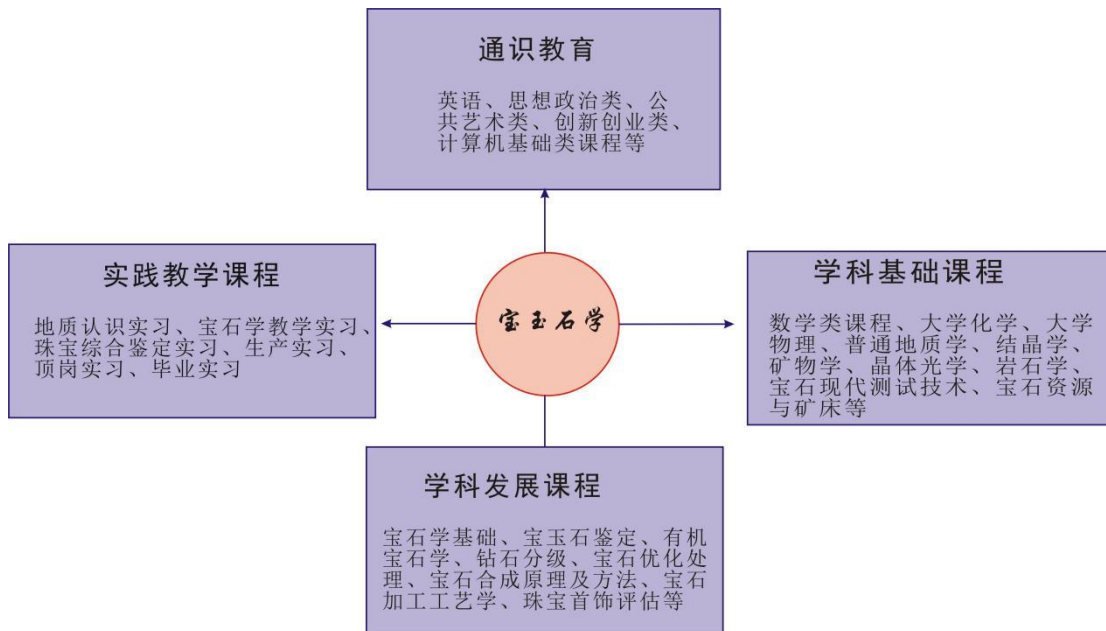 通识教育
英语、思想政治类、公
共艺术类、创新创业类、
计算机基础类课程等
实践教学课程
地质认识实习、宝石学教学实习、
珠宝综合鉴定实习、生产实习、
顶岗实习、毕业实习
宝玉石学
学科基础课程
数学类课程、大学化学、大学
物理、普通地质学、结晶学、
矿物学、晶体光学、岩石学、
宝石现代测试技术、宝石资源
与矿床等
学科发展课程
宝石学基础、宝玉石鉴定、有机
宝石学、钻石分级、宝石优化处
理、宝石合成原理及方法、宝石
加工工艺学、珠宝首饰评估等